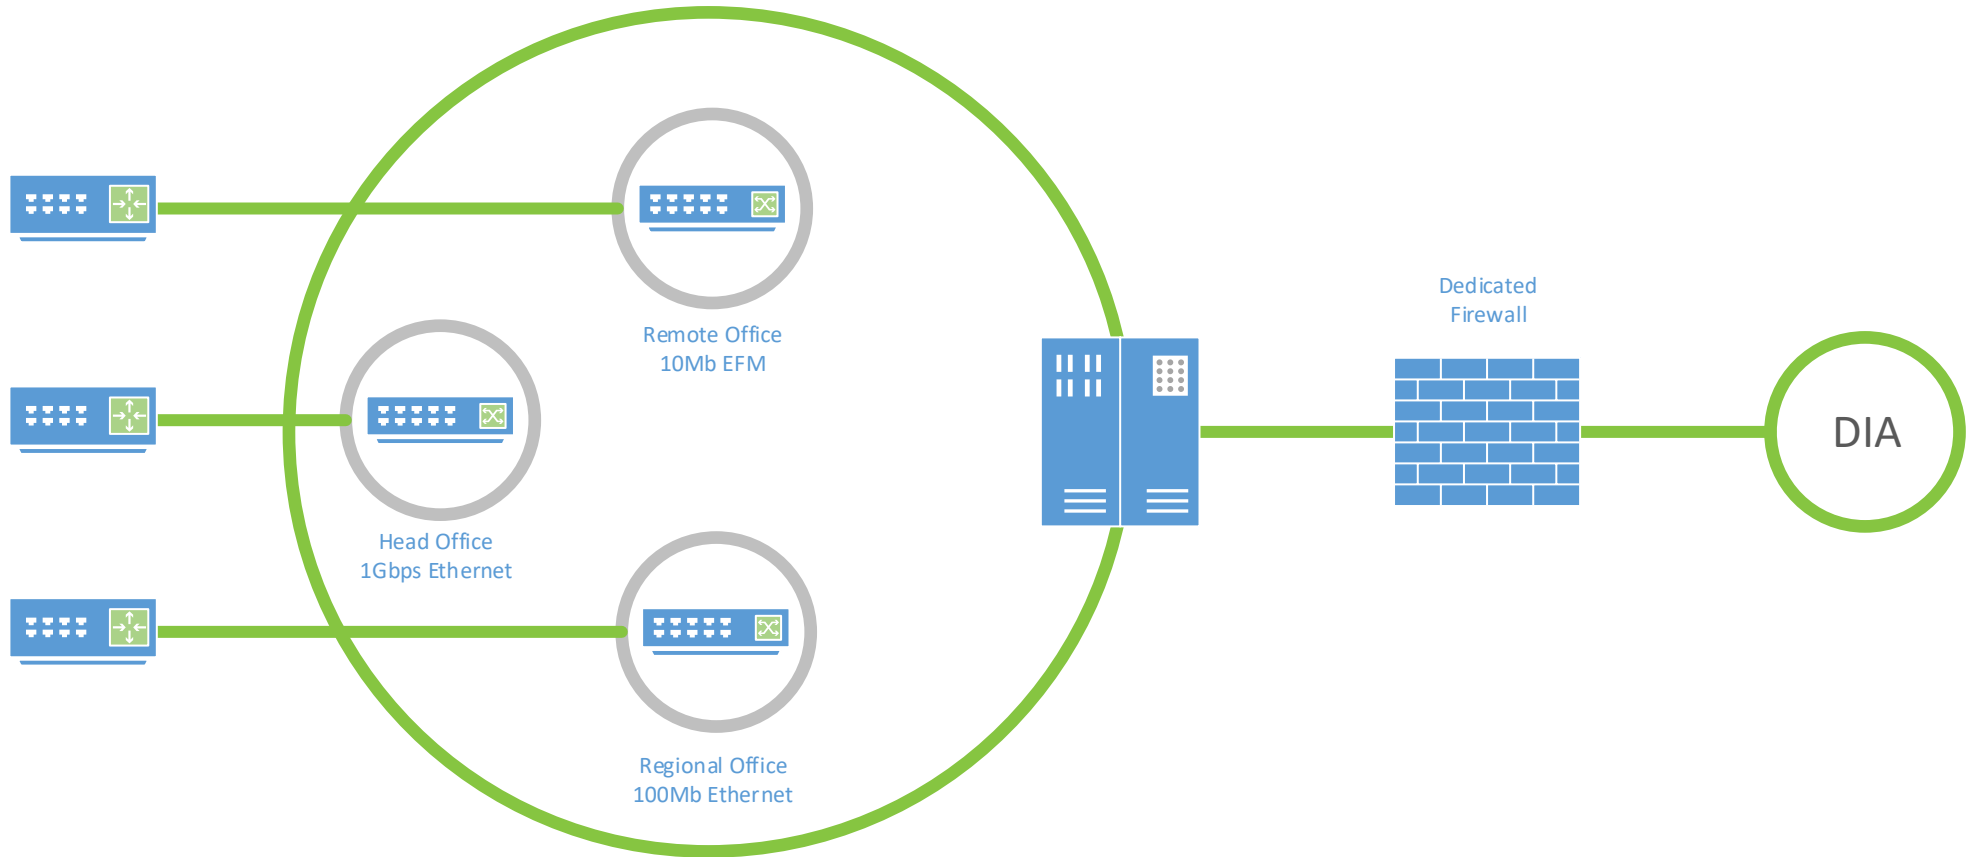 Remote Office
10Mb EFM
Head Office
1Gbps Ethernet
Regional Office
100Mb Ethernet
Dedicated
Firewall
DIA